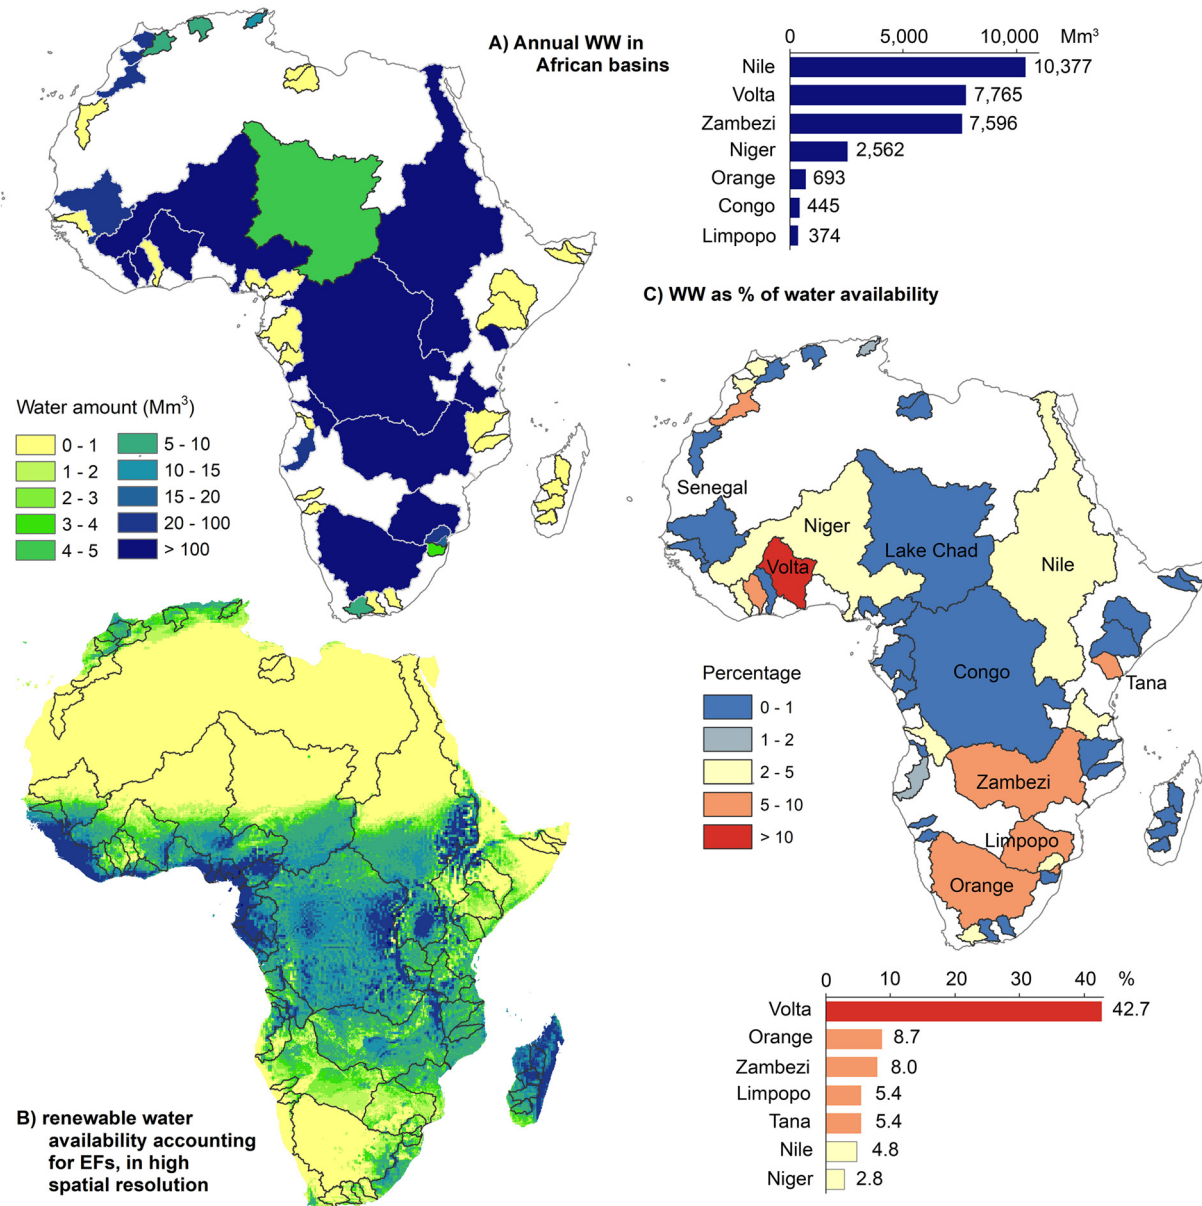 A) Annual WW in
African basins
0 5,000 10,000 Mm³
Nile 10,377
Volta 7,765
Zambezi 7,596
Niger 2,562
Orange 693
Congo 445
Limpopo 374
Water amount (Mm³)
0 - 1
1 - 2
2 - 3
3 - 4
4 - 5
5 - 10
10 - 15
15 - 20
20 - 100
> 100
C) WW as % of water availability
Senegal
Niger
Lake Chad
Nile
Volta
Congo
Tana
Zambezi
Limpopo
Orange
Percentage
0 - 1
1 - 2
2 - 5
5 - 10
> 10
B) renewable water
availability accounting
for EFs, in high
spatial resolution
0 10 20 30 40 %
Volta 42.7
Orange 8.7
Zambezi 8.0
Limpopo 5.4
Tana 5.4
Nile 4.8
Niger 2.8